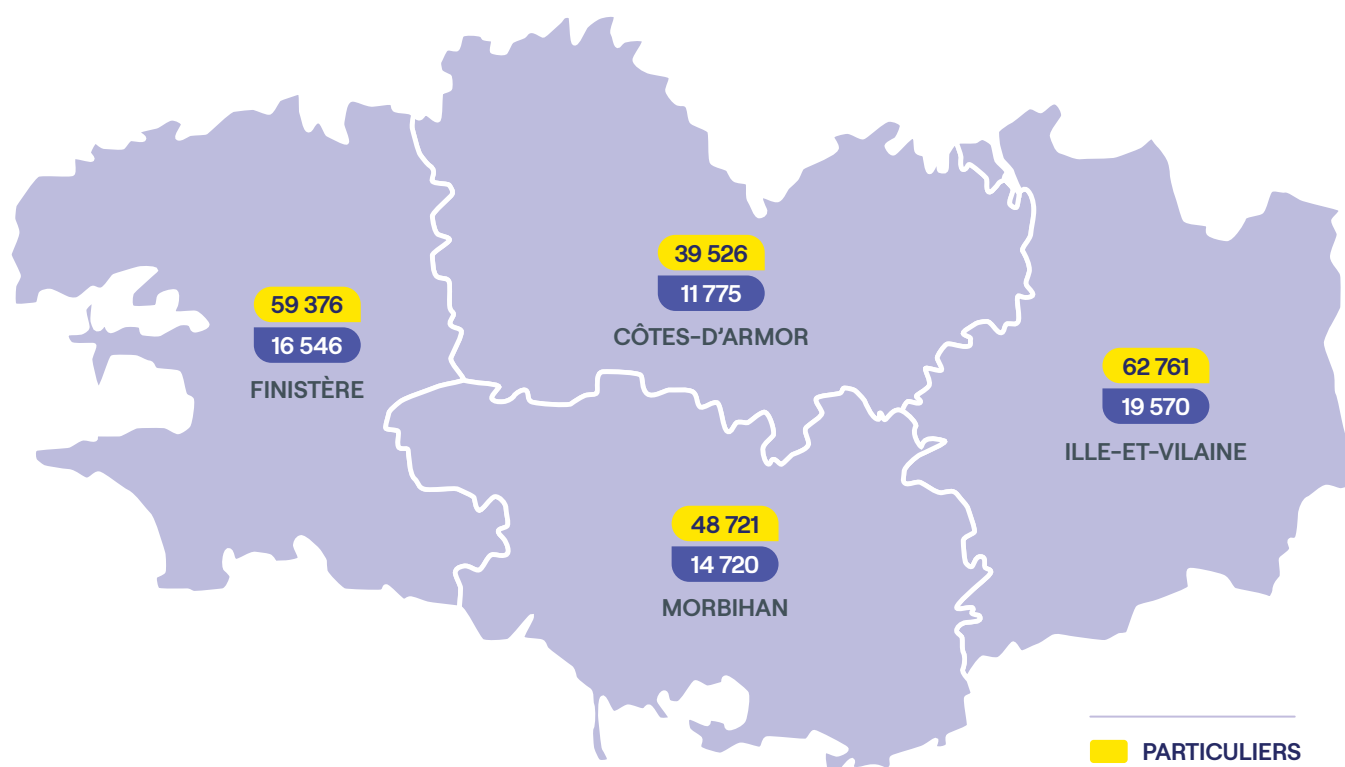 39 526
11 775
CÔTES-D'ARMOR
59 376
16 546
FINISTÈRE
62 761
19 570
ILLE-ET-VILAINE
48 721
14 720
MORBIHAN
PARTICULIERS